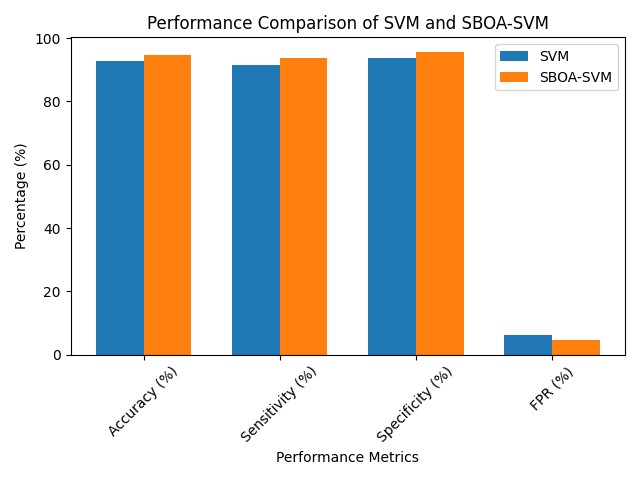 Performance Comparison of SVM and SBOA-SVM
SVM
SBOA-SVM
Percentage (%)
100
80
60
40
20
0
Accuracy (%)
Sensitivity (%)
Specificity (%)
FPR (%)
Performance Metrics